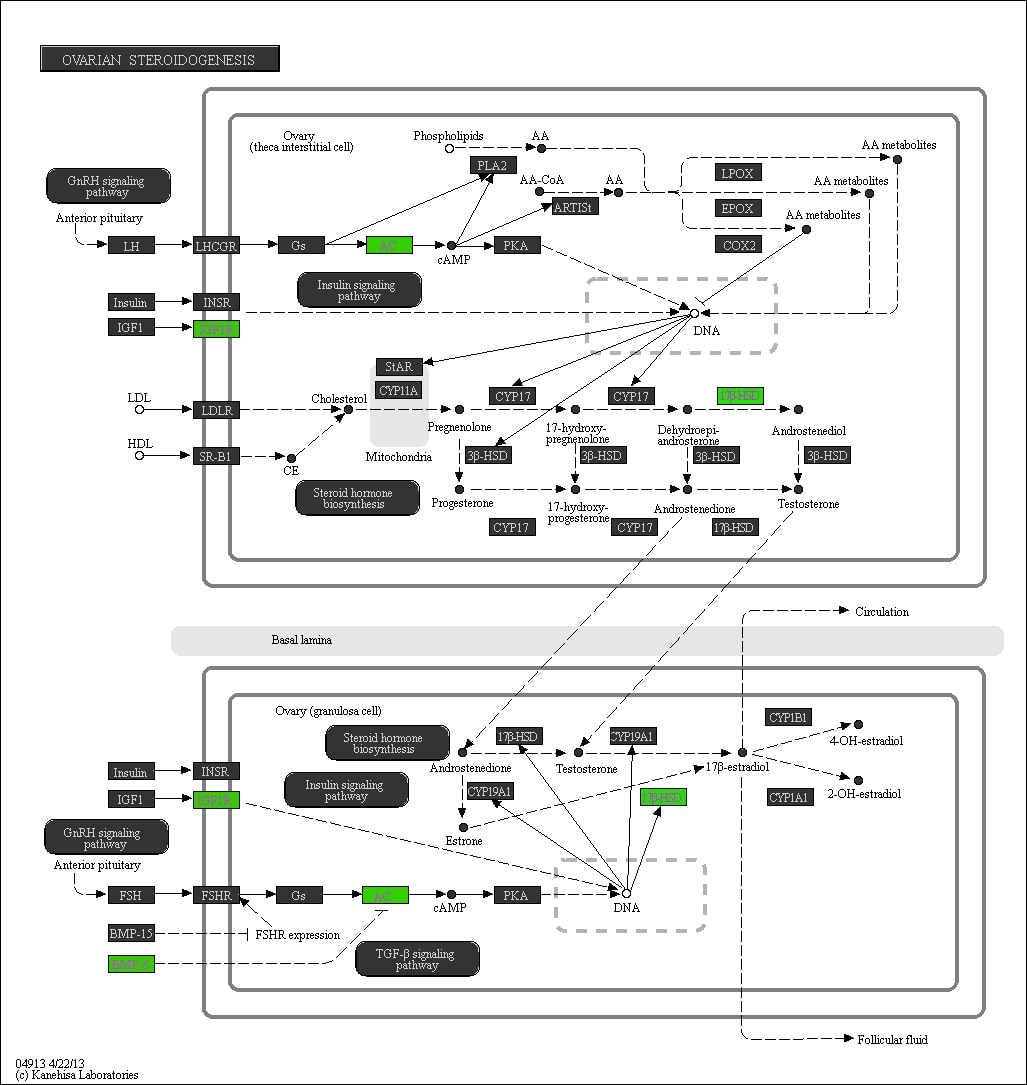 OVARIAN STEROIDOGENESIS
Ovary
(theca interstitial cell)
Phospholipids
AA
AA metabolites
PLA2
LPOX
GnRH signaling
pathway
AA-CoA
AA
AA metabolites
ARTISt
EPOX
Anterior pituitary
AA metabolites
LH
LHCGR
Gs
AC
cAMP
PKA
COX2
Insulin signaling
pathway
Insulin
INSR
IGF1
IGF1R
DNA
StAR
CYP11A
CYP17
CYP17
17β-HSD
LDL
LDLR
Cholesterol
Pregnenolone
17-hydroxy-
pregnenolone
Dehydroepi-
androsterone
Androstenediol
HDL
SR-B1
CE
Mitochondria
3β-HSD
3β-HSD
3β-HSD
3β-HSD
Steroid hormone
biosynthesis
Progesterone
17-hydroxy-
progesterone
Androstenedione
Testosterone
CYP17
CYP17
17β-HSD
Circulation
Basal lamina
Ovary (granulosa cell)
Steroid hormone
biosynthesis
17β-HSD
CYP19A1
CYP1B1
4-OH-estradiol
Androstenedione
Testosterone
17β-estradiol
Insulin
INSR
Insulin signaling
pathway
CYP19A1
17β-HSD
CYP1A1
2-OH-estradiol
IGF1
IGF1R
GnRH signaling
pathway
Estrone
Anterior pituitary
FSH
FSHR
Gs
AC
cAMP
PKA
DNA
BMP-15
FSHR expression
BMP-6
TGF-β signaling
pathway
Follicular fluid
04913 4/22/13
(c) Kanehisa Laboratories